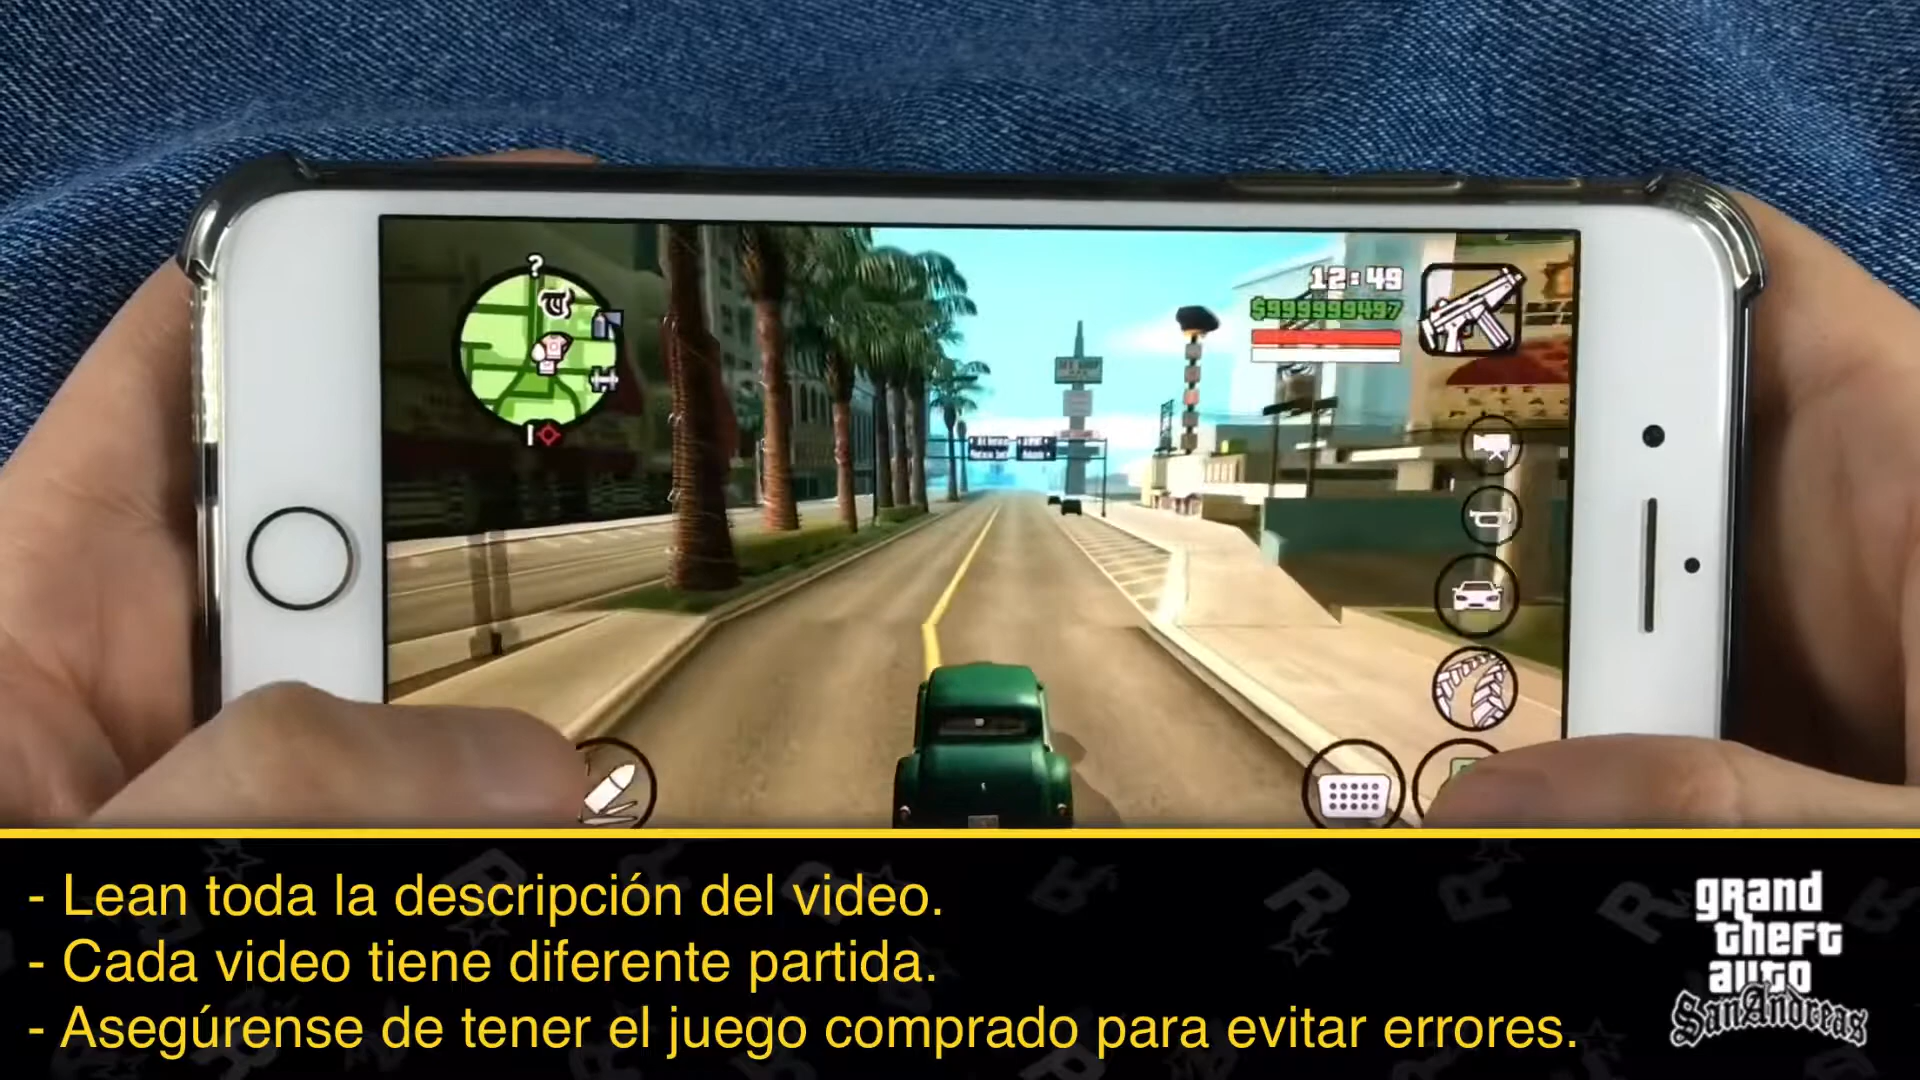 ?
12:49
$999999497
- Lean toda la descripción del video.
- Cada video tiene diferente partida.
- Asegúrense de tener el juego comprado para evitar errores.
grand
theft
auto
San Andreas